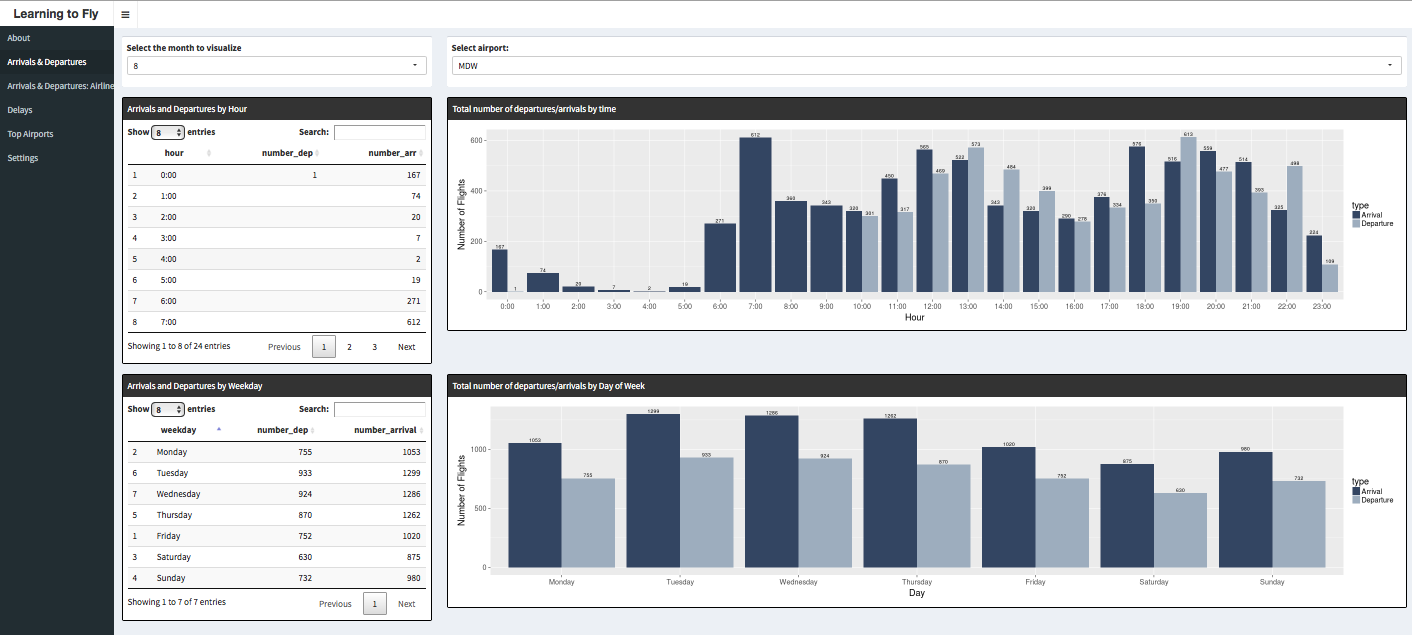 Learning to Fly
About
Arrivals & Departures
Arrivals & Departures: Airline
Delays
Top Airports
Settings
Select the month to visualize
8
Select airport:
MDW
Arrivals and Departures by Hour
Show 8 entries Search:
hour number_dep number_arr
1 0:00 1 167
2 1:00 74
3 2:00 20
4 3:00 7
5 4:00 2
6 5:00 19
7 6:00 271
8 7:00 612
Showing 1 to 8 of 24 entries Previous 1 2 3 Next
Total number of departures/arrivals by time
Number of Flights
600
400
200
0
167 1 74 20 7 2 19 271 612 360 343 320 301 450 317 565 469 522 573 343 484 320 399 290 278 376 334 576 350 516 613 559 477 514 393 325 498 224 109
0:00 1:00 2:00 3:00 4:00 5:00 6:00 7:00 8:00 9:00 10:00 11:00 12:00 13:00 14:00 15:00 16:00 17:00 18:00 19:00 20:00 21:00 22:00 23:00
Hour
type
Arrival
Departure
Arrivals and Departures by Weekday
Show 8 entries Search:
weekday number_dep number_arrival
2 Monday 755 1053
6 Tuesday 933 1299
7 Wednesday 924 1286
5 Thursday 870 1262
1 Friday 752 1020
3 Saturday 630 875
4 Sunday 732 980
Showing 1 to 7 of 7 entries Previous 1 Next
Total number of departures/arrivals by Day of Week
Number of Flights
1000
500
0
1053 755 1299 933 1286 924 1262 870 1020 752 875 630 980 732
Monday Tuesday Wednesday Thursday Friday Saturday Sunday
Day
type
Arrival
Departure